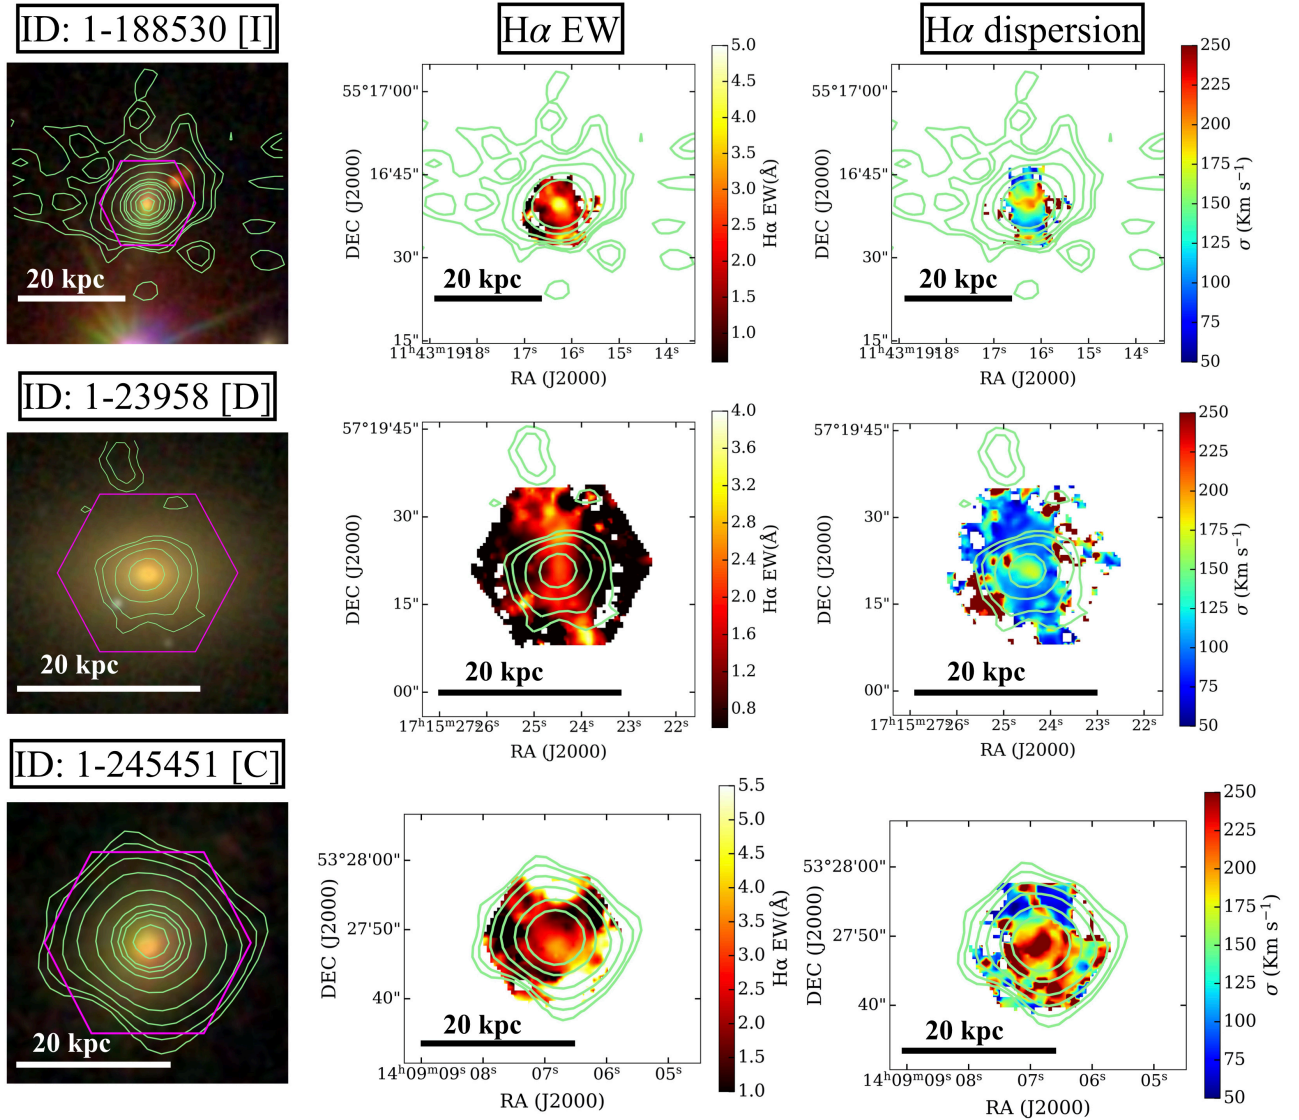 ID: 1-188530 [I]
Hα EW
Hα dispersion
20 kpc
55°17'00"
16'45"
30"
15"
DEC (J2000)
20 kpc
11ʰ43ᵐ19ˢ18ˢ 17ˢ 16ˢ 15ˢ 14ˢ
RA (J2000)
5.0
4.5
4.0
3.5
3.0
2.5
2.0
1.5
1.0
Hα EW(Å)
55°17'00"
16'45"
30"
15"
DEC (J2000)
20 kpc
11ʰ43ᵐ19ˢ18ˢ 17ˢ 16ˢ 15ˢ 14ˢ
RA (J2000)
250
225
200
175
150
125
100
75
50
σ (Km s⁻¹)
ID: 1-23958 [D]
20 kpc
57°19'45"
30"
15"
00"
DEC (J2000)
20 kpc
17ʰ15ᵐ27ˢ26ˢ 25ˢ 24ˢ 23ˢ 22ˢ
RA (J2000)
4.0
3.6
3.2
2.8
2.4
2.0
1.6
1.2
0.8
Hα EW(Å)
57°19'45"
30"
15"
00"
DEC (J2000)
20 kpc
17ʰ15ᵐ27ˢ26ˢ 25ˢ 24ˢ 23ˢ 22ˢ
RA (J2000)
250
225
200
175
150
125
100
75
50
σ (Km s⁻¹)
ID: 1-245451 [C]
20 kpc
53°28'00"
27'50"
40"
DEC (J2000)
20 kpc
14ʰ09ᵐ09ˢ 08ˢ 07ˢ 06ˢ 05ˢ
RA (J2000)
5.5
5.0
4.5
4.0
3.5
3.0
2.5
2.0
1.5
1.0
Hα EW(Å)
53°28'00"
27'50"
40"
DEC (J2000)
20 kpc
14ʰ09ᵐ09ˢ 08ˢ 07ˢ 06ˢ 05ˢ
RA (J2000)
250
225
200
175
150
125
100
75
50
σ (Km s⁻¹)